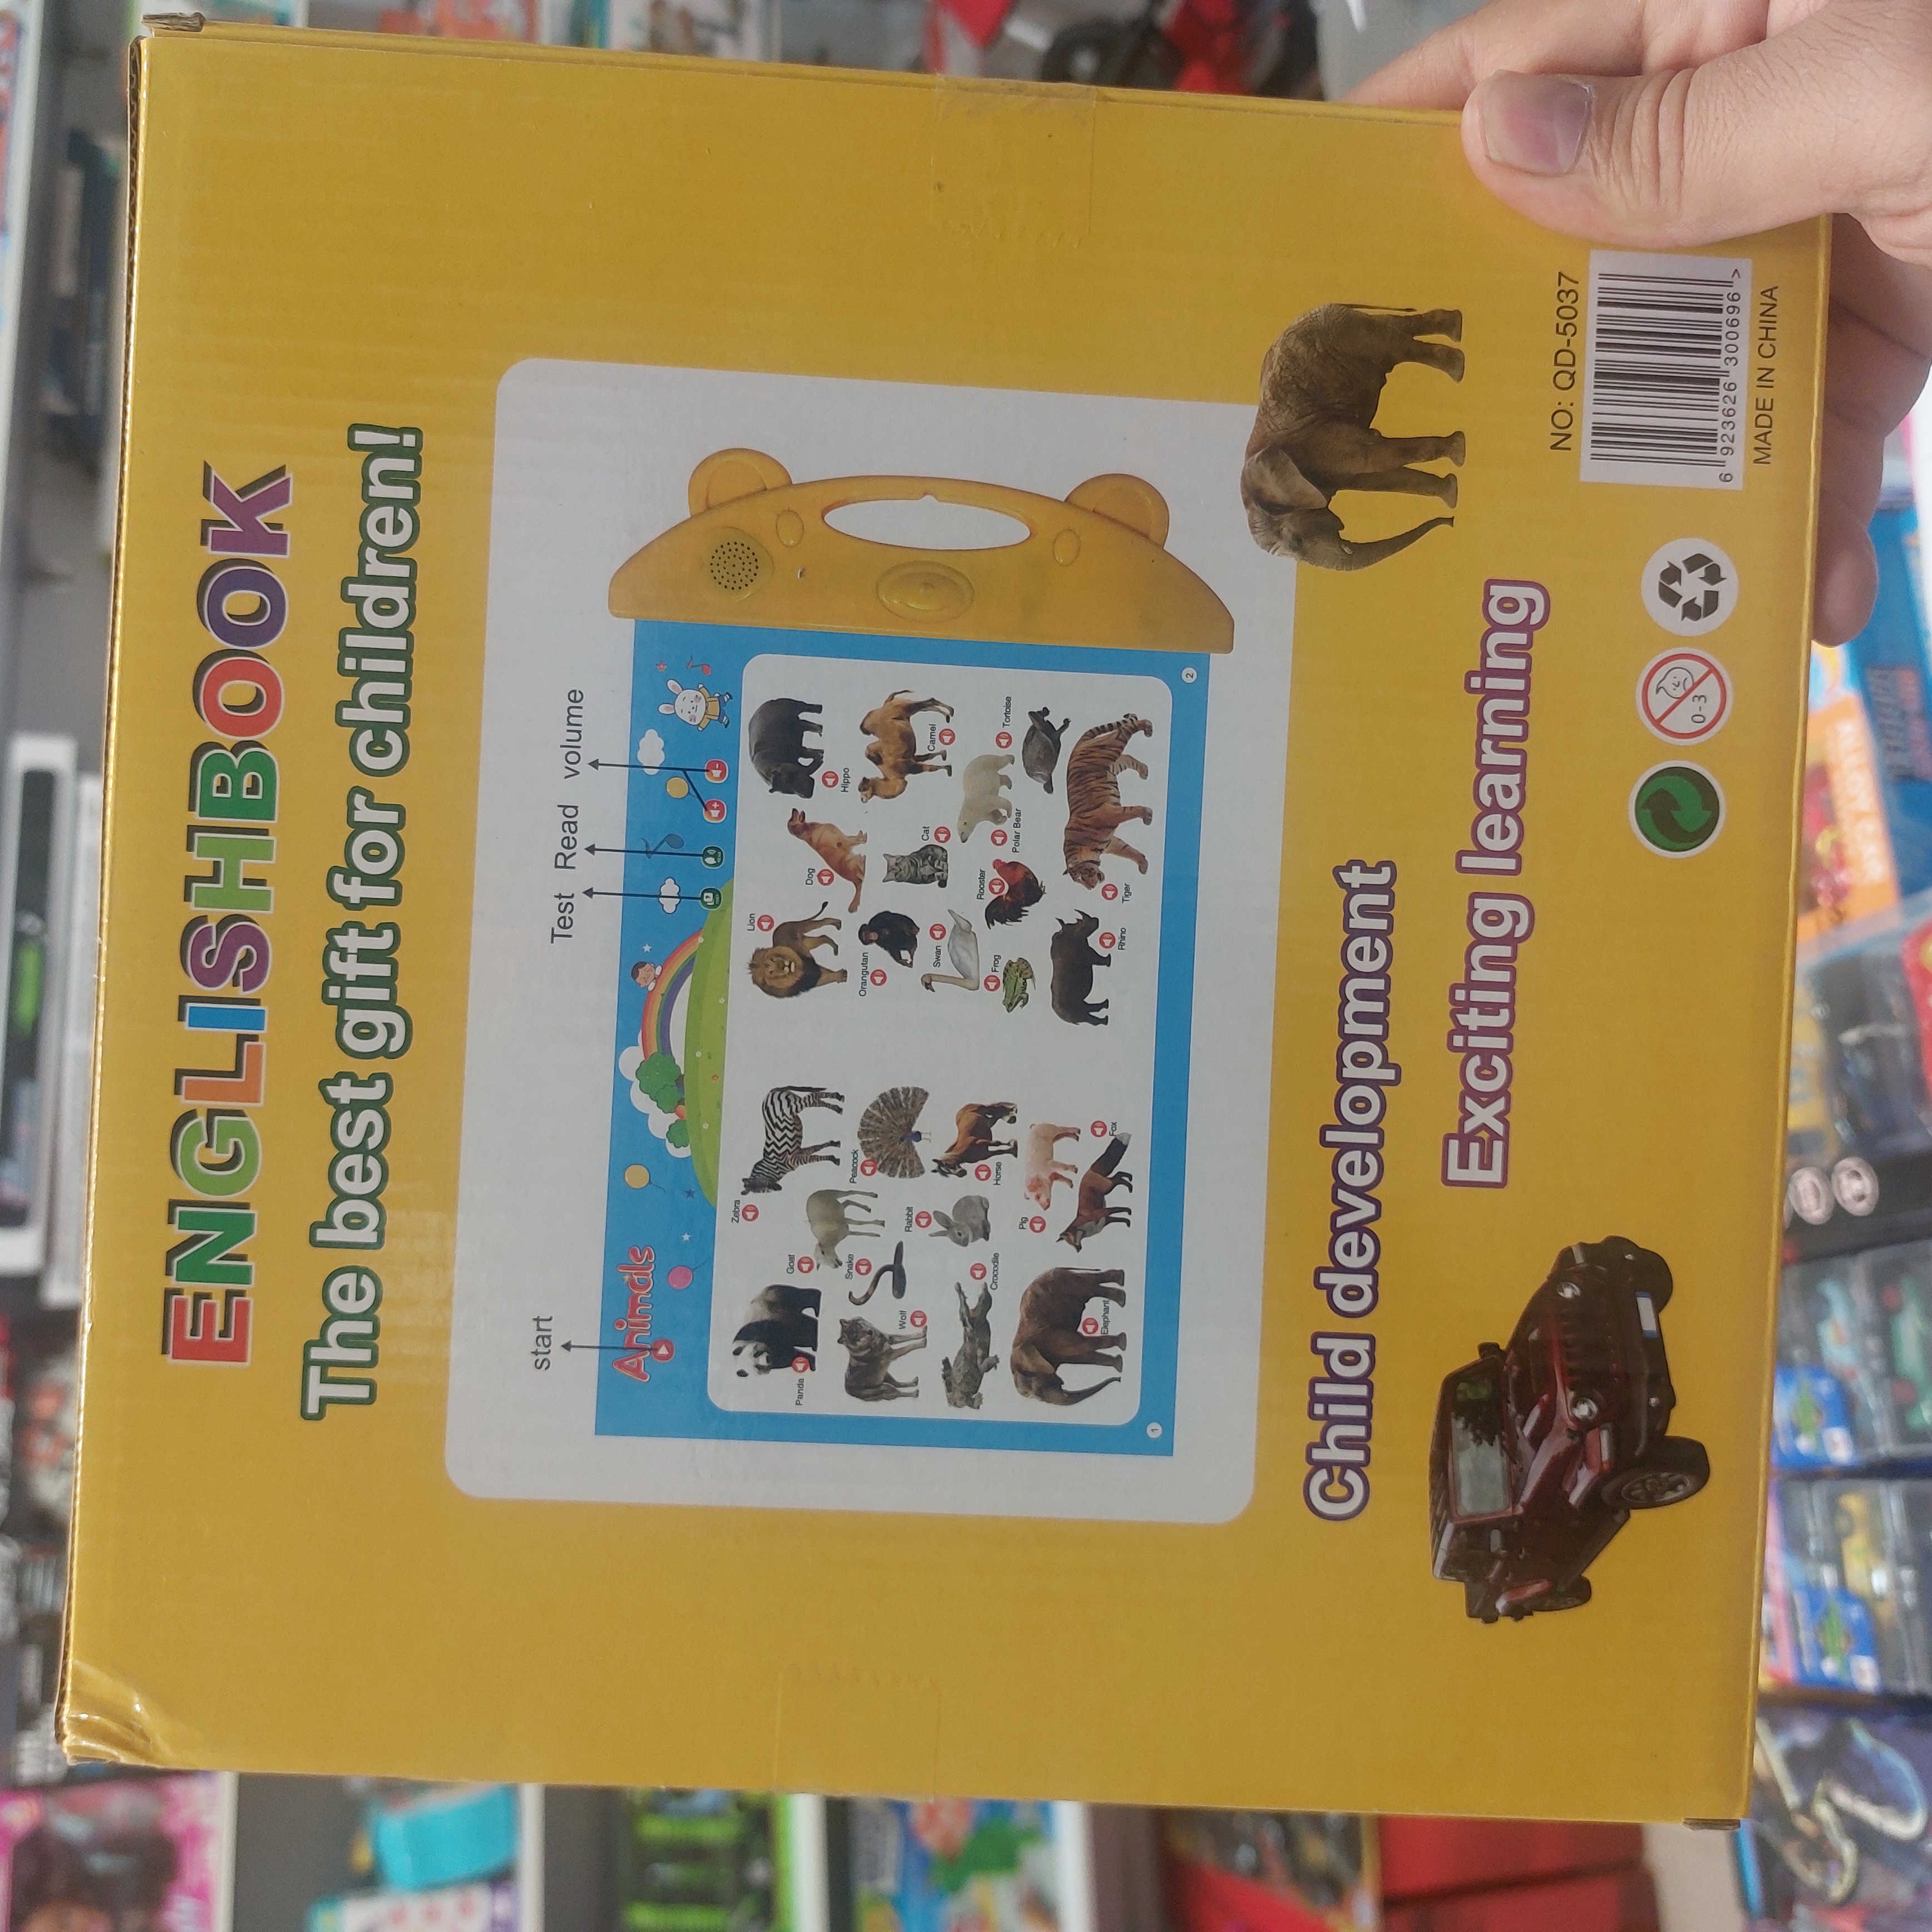 ENGLISHBOOK
The best gift for children!
start
Test Read volume
Animals
Panda
Goat
Zebra
Wolf
Snake
Rabbit
Peacock
Crocodile
Horse
Elephant
Pig
Fox
1
Lion
Dog
Hippo
Orangutan
Cat
Camel
Swan
Rooster
Polar Bear
Tortoise
Frog
Rhino
Tiger
2
Child development
Exciting learning
0-3
NO: QD-5037
6 923626 300696 >
MADE IN CHINA